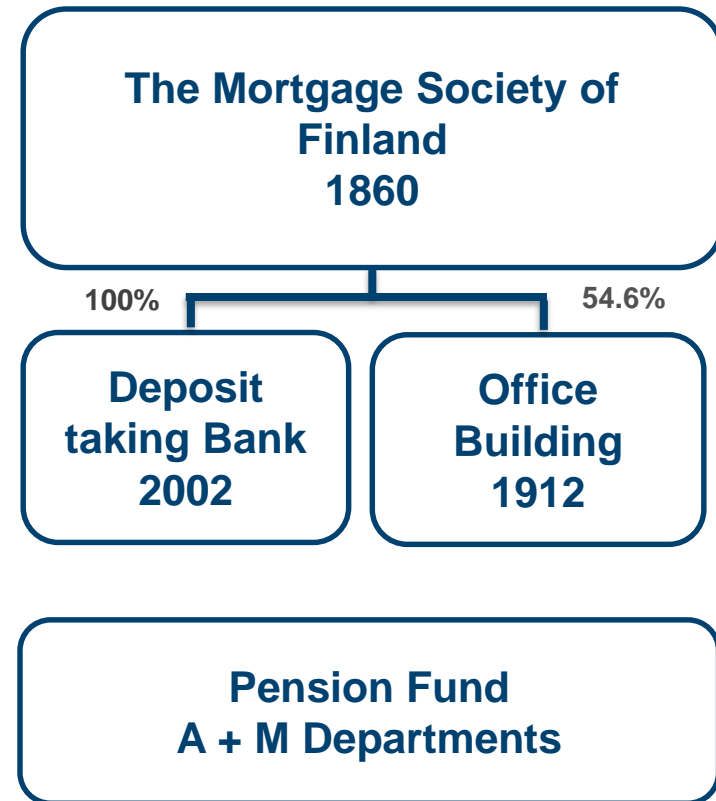 The Mortgage Society of
Finland
1860
100%
54.6%
Deposit
taking Bank
2002
Office
Building
1912
Pension Fund
A + M Departments